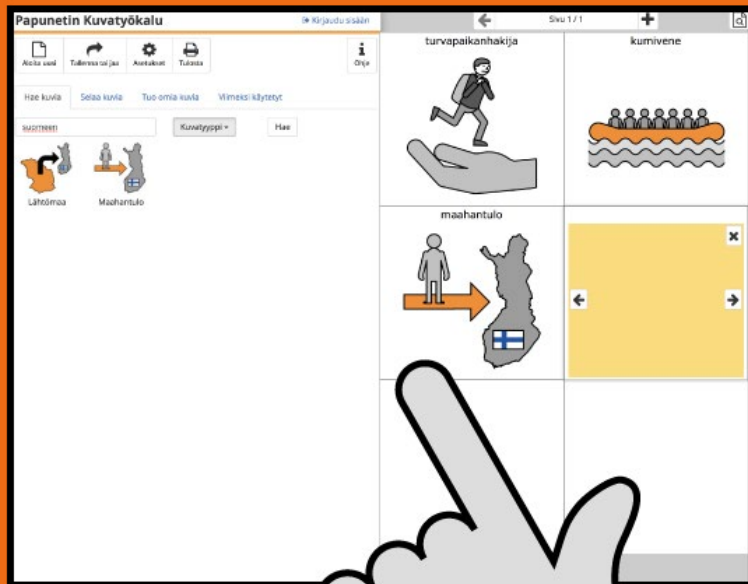 Papunetin Kuvatyökalu
Kirjaudu sisään
Aloita uusi
Tallenna tai jaa
Asetukset
Tulosta
i
Ohje
Hae kuvia
Selaa kuvia
Tuo omia kuvia
Viimeksi käytetyt
suomeen
Kuvatyyppi
Hae
Lähtömaa
Maahantulo
Sivu 1 / 1
turvapaikanhakija
kumivene
maahantulo